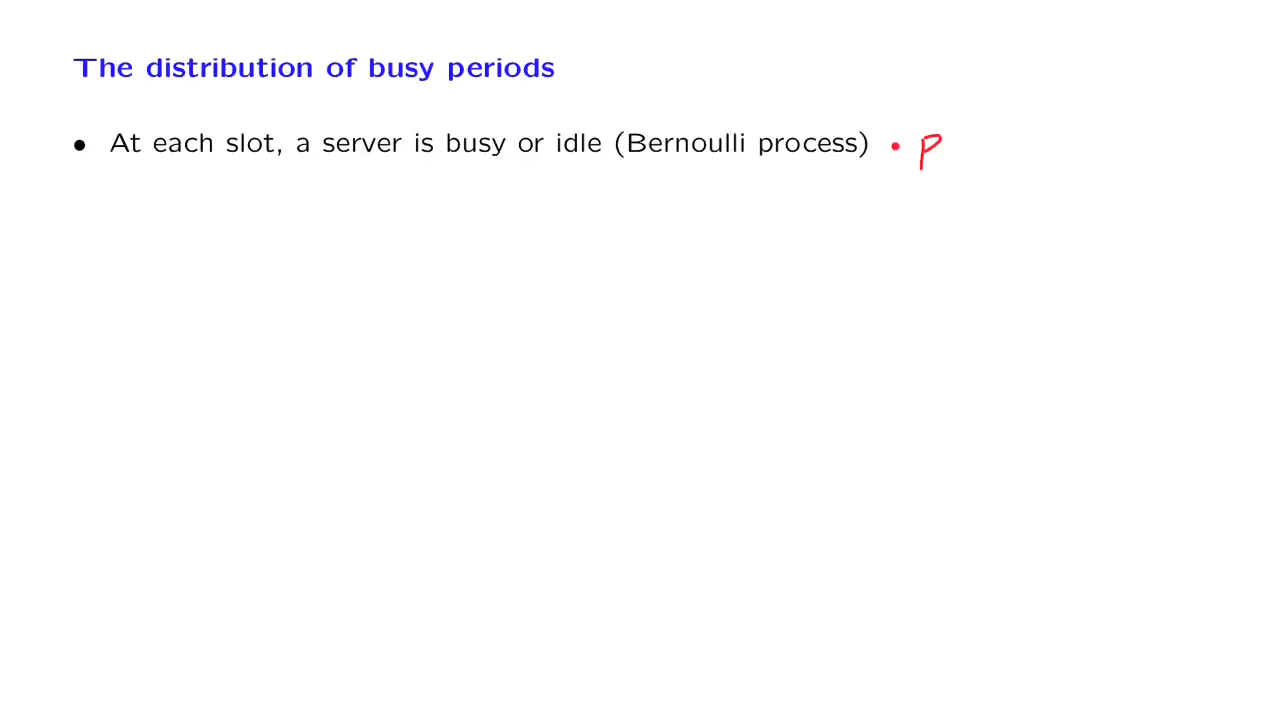 The distribution of busy periods
• At each slot, a server is busy or idle (Bernoulli process) • p